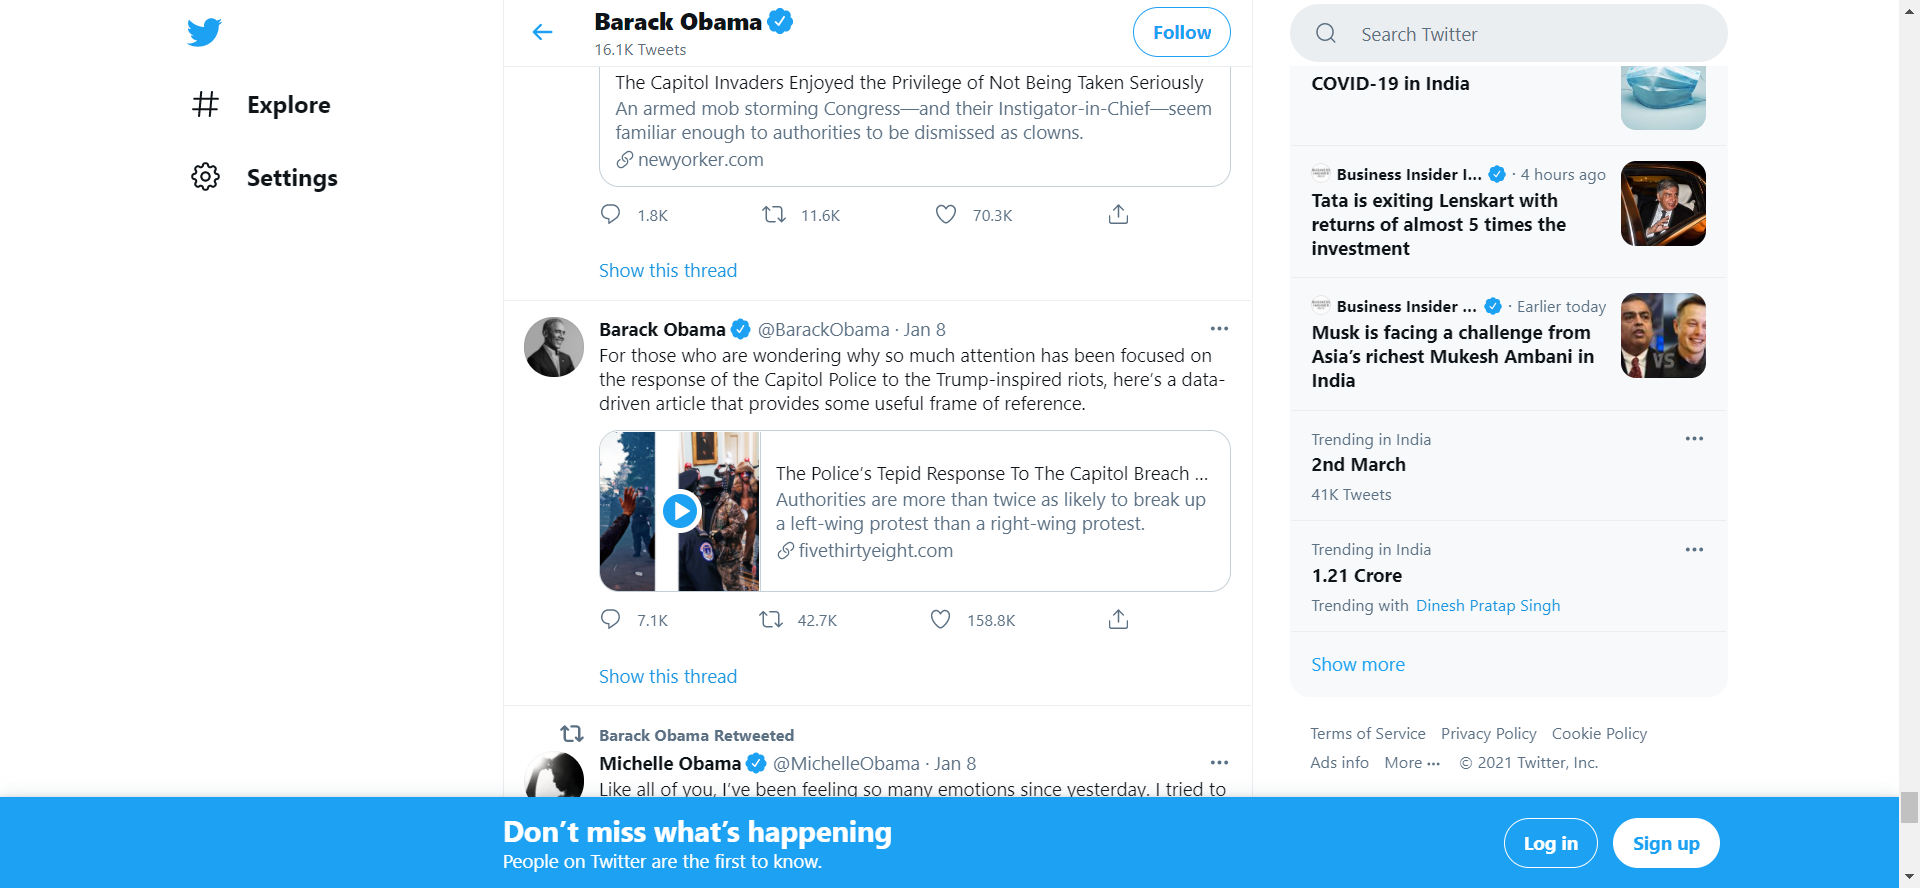 Explore
Settings
Barack Obama
16.1K Tweets
Follow
The Capitol Invaders Enjoyed the Privilege of Not Being Taken Seriously
An armed mob storming Congress—and their Instigator-in-Chief—seem
familiar enough to authorities to be dismissed as clowns.
newyorker.com
1.8K 11.6K 70.3K
Show this thread
Barack Obama @BarackObama · Jan 8
For those who are wondering why so much attention has been focused on
the response of the Capitol Police to the Trump-inspired riots, here's a data-
driven article that provides some useful frame of reference.
The Police's Tepid Response To The Capitol Breach ...
Authorities are more than twice as likely to break up
a left-wing protest than a right-wing protest.
fivethirtyeight.com
7.1K 42.7K 158.8K
Show this thread
Barack Obama Retweeted
Michelle Obama @MichelleObama · Jan 8
Like all of you, I've been feeling so many emotions since yesterday. I tried to
Search Twitter
COVID-19 in India
Business Insider I... · 4 hours ago
Tata is exiting Lenskart with
returns of almost 5 times the
investment
Business Insider ... · Earlier today
Musk is facing a challenge from
Asia's richest Mukesh Ambani in
India
VS
Trending in India
2nd March
41K Tweets
Trending in India
1.21 Crore
Trending with Dinesh Pratap Singh
Show more
Terms of Service Privacy Policy Cookie Policy
Ads info More ··· © 2021 Twitter, Inc.
Don't miss what's happening
People on Twitter are the first to know.
Log in
Sign up